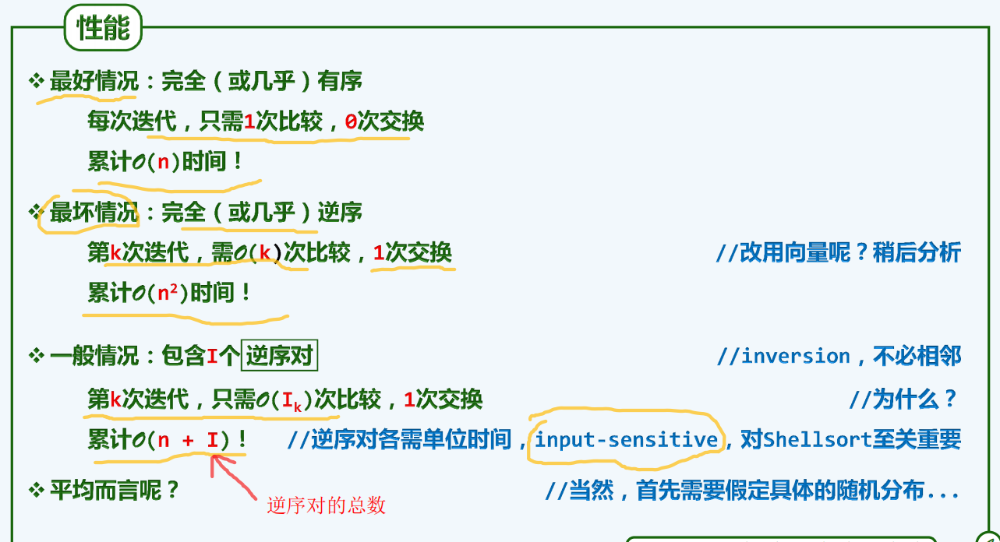 性能
❖ 最好情况：完全（或几乎）有序
每次迭代，只需1次比较，0次交换
累计O(n)时间！
❖ 最坏情况：完全（或几乎）逆序
第k次迭代，需O(k)次比较，1次交换 //改用向量呢？稍后分析
累计O(n²)时间！
❖ 一般情况：包含I个逆序对 //inversion，不必相邻
第k次迭代，只需O(Iₖ)次比较，1次交换 //为什么？
累计O(n + I)！ //逆序对各需单位时间，input-sensitive，对Shellsort至关重要
❖ 平均而言呢？ //当然，首先需要假定具体的随机分布...
逆序对的总数